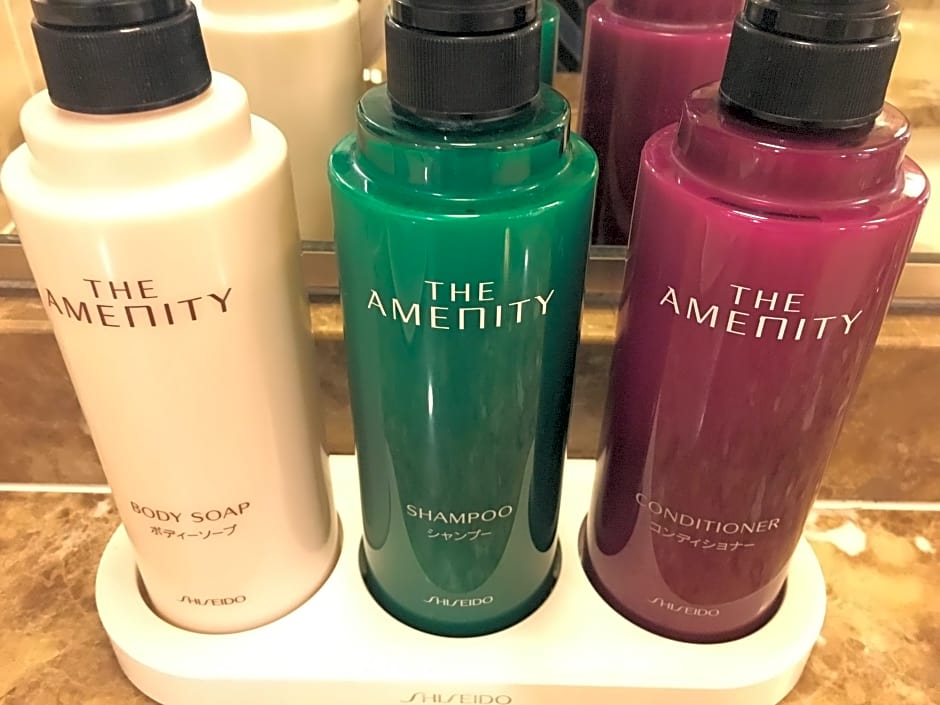 THE
AMENITY
BODY SOAP
ボディーソープ
SHISEIDO
THE
AMENITY
SHAMPOO
シャンプー
SHISEIDO
THE
AMENITY
CONDITIONER
コンディショナー
SHISEIDO
SHISEIDO